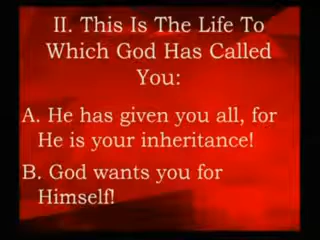 II. This Is The Life To
Which God Has Called
You:
A. He has given you all, for
He is your inheritance!
B. God wants you for
Himself!